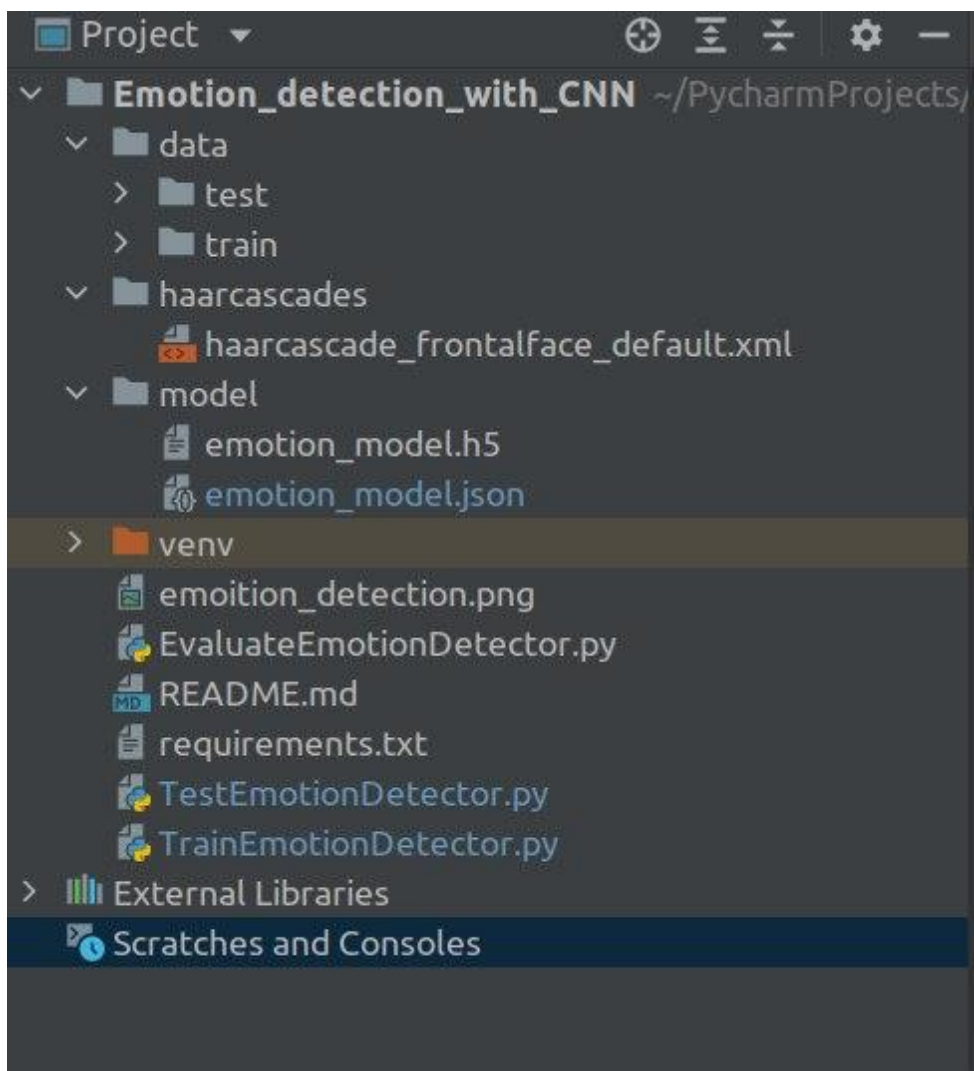 Project
Emotion_detection_with_CNN ~/PycharmProjects/
data
test
train
haarcascades
haarcascade_frontalface_default.xml
model
emotion_model.h5
emotion_model.json
venv
emoition_detection.png
EvaluateEmotionDetector.py
README.md
requirements.txt
TestEmotionDetector.py
TrainEmotionDetector.py
External Libraries
Scratches and Consoles